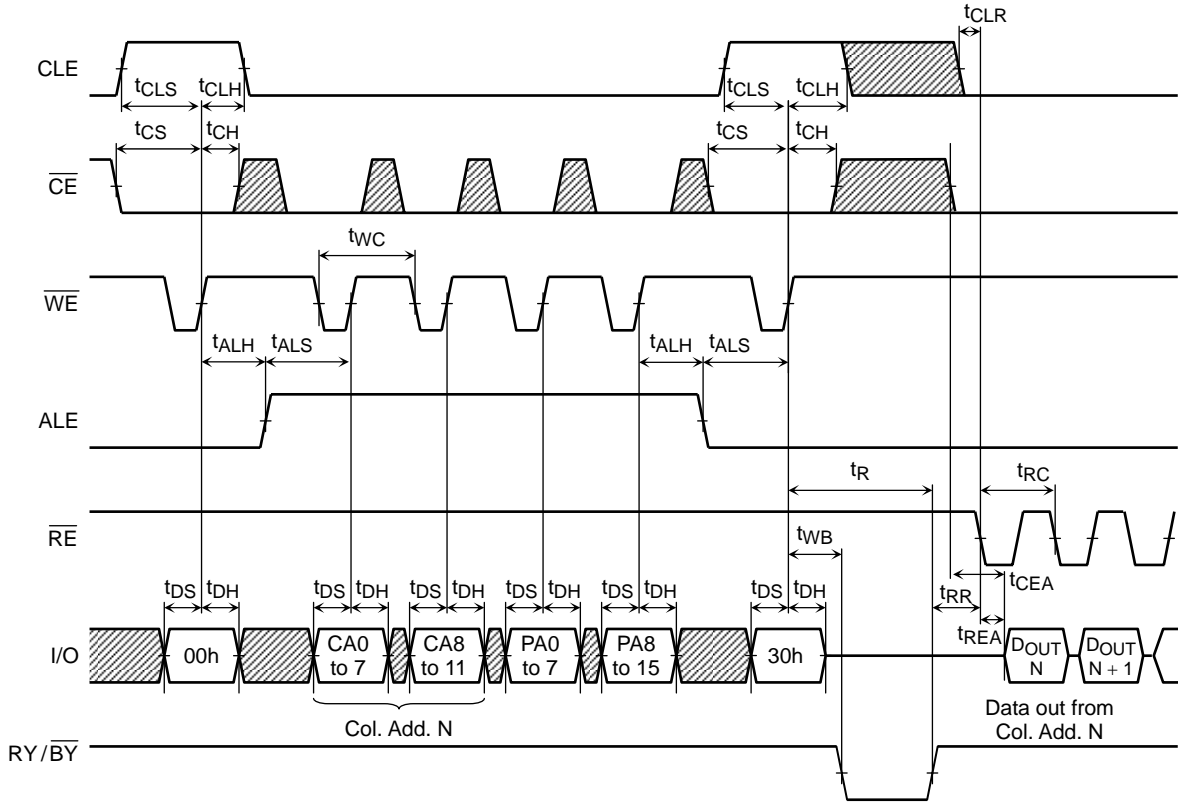 tCLR
CLE
tCLS tCLH tCLS tCLH
tCS tCH tCS tCH
CE
tWC
WE
tALH tALS tALH tALS
ALE
tR tRC
RE
tWB
tDS tDH tDS tDH tDS tDH tDS tDH tDS tDH tDS tDH tRR tCEA
tREA
I/O 00h CA0 to 7 CA8 to 11 PA0 to 7 PA8 to 15 30h DOUT N DOUT N + 1
Col. Add. N
Data out from
Col. Add. N
RY/BY